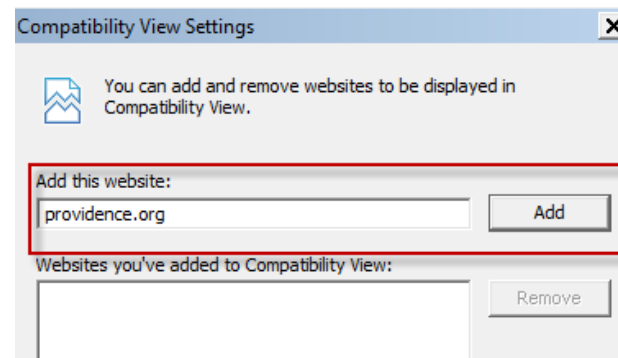 Compatibility View Settings
You can add and remove websites to be displayed in
Compatibility View.
Add this website:
providence.org
Add
Websites you've added to Compatibility View:
Remove